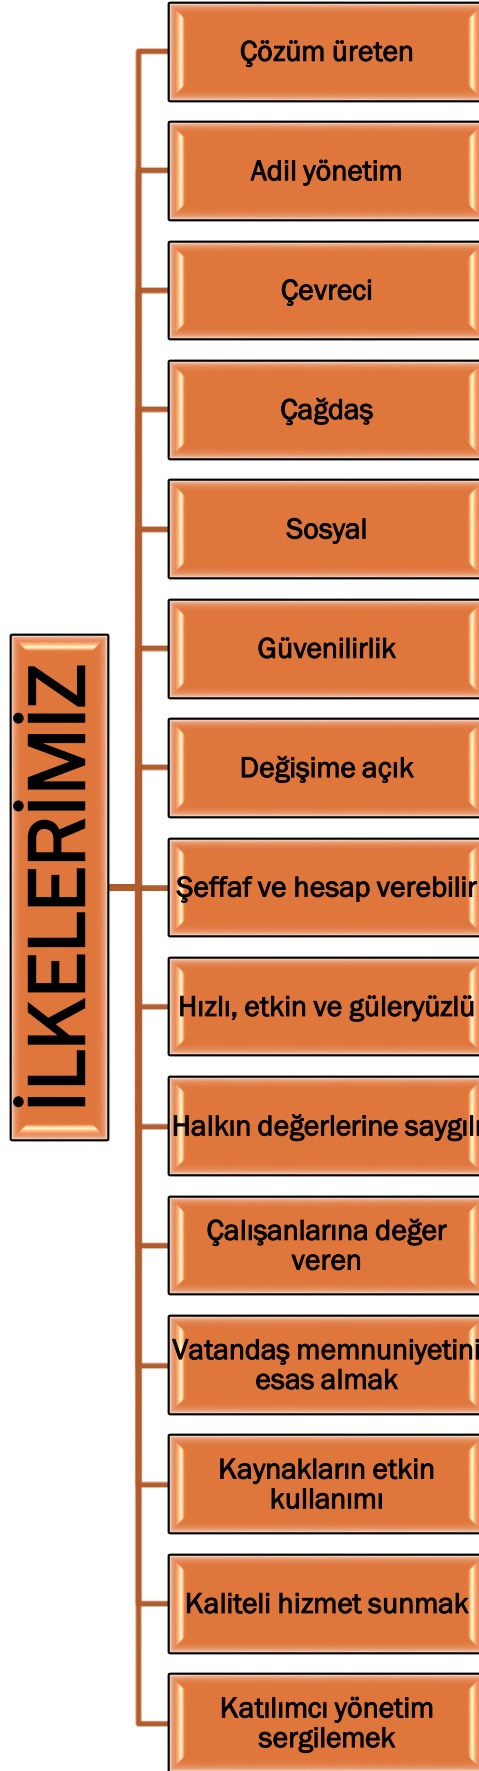 İLKELERİMİZ
Çözüm üreten
Adil yönetim
Çevreci
Çağdaş
Sosyal
Güvenilirlik
Değişime açık
Şeffaf ve hesap verebilir
Hızlı, etkin ve güleryüzlü
Halkın değerlerine saygılı
Çalışanlarına değer
veren
Vatandaş memnuniyetini
esas almak
Kaynakların etkin
kullanımı
Kaliteli hizmet sunmak
Katılımcı yönetim
sergilemek